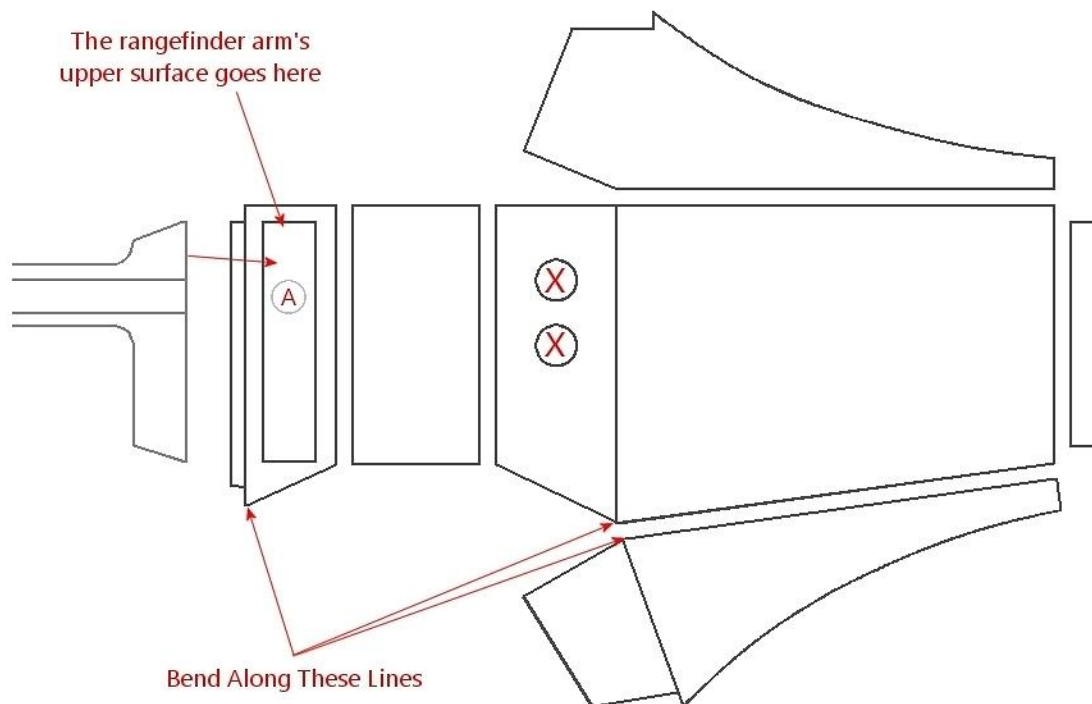 The rangefinder arm's
upper surface goes here
A
X
X
Bend Along These Lines